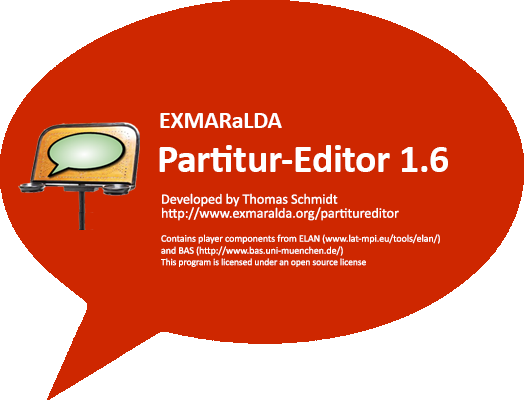 EXMARaLDA
Partitur-Editor 1.6
Developed by Thomas Schmidt
http://www.exmaralda.org/partitureditor
Contains player components from ELAN (www.lat-mpi.eu/tools/elan/)
and BAS (http://www.bas.uni-muenchen.de/)
This program is licensed under an open source license